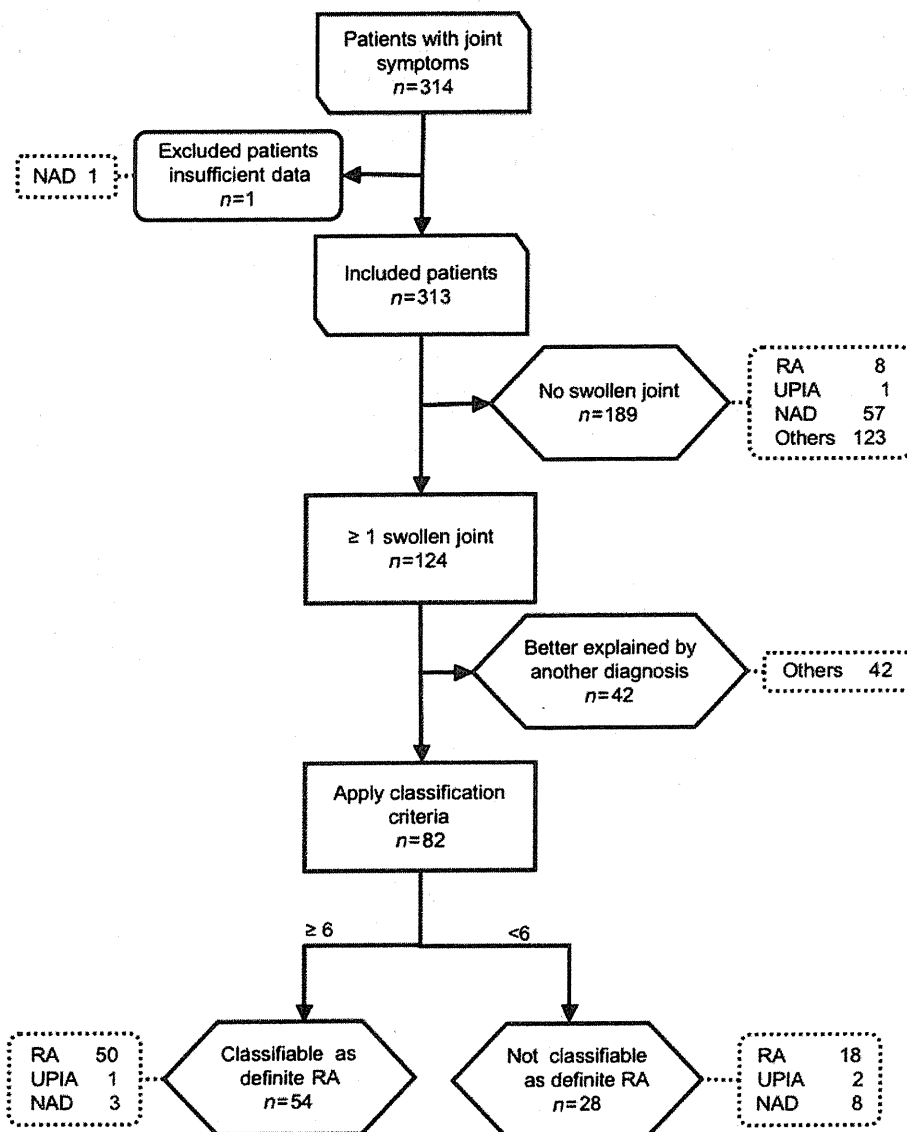 Patients with joint
symptoms
n=314
NAD 1
Excluded patients
insufficient data
n=1
Included patients
n=313
No swollen joint
n=189
RA 8
UPIA 1
NAD 57
Others 123
≥ 1 swollen joint
n=124
Better explained by
another diagnosis
n=42
Others 42
Apply classification
criteria
n=82
≥ 6
<6
RA 50
UPIA 1
NAD 3
Classifiable as
definite RA
n=54
Not classifiable
as definite RA
n=28
RA 18
UPIA 2
NAD 8